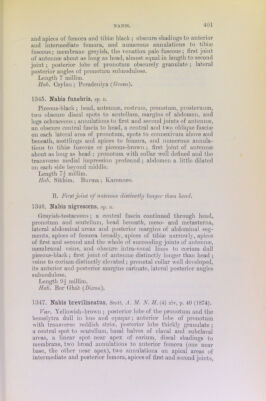 NABIS. 401
and apices of femora and tibiæ black; obscure shadings to anterior
and intermediate femora, and numerous annulations to tibiæ
fuscous; membrane greyish, the venation pale fuscous; first joint
of antennæ about as long as head, almost equal in length to second
joint; posterior lobe of pronotum obscurely granulate; lateral
posterior angles of pronotum subnodulose.
Length 7 millim.
Hab. Ceylon; Peradeniya (Green).
1345. Nabis funebris, sp. n.
Piceous-black; head, antennæ, rostrum, pronotum, prosternum,
two obscure discal spots to scutellum, margins of abdomen, and
legs ochraceous; annulations to first and second joints of antennæ,
an obscure central fascia to head, a central and two oblique fasciæ
on each lateral area of pronotum, spots to connexivum above and
beneath, mottlings and apices to femora, and numerous annula-
tions to tibiæ fuscous or piceous-brown; first joint of antennæ
about as long as head; pronotum with collar well defined and the
transverse medial impression profound; abdomen a little dilated
on each side beyond middle.
Length 7½ millim.
Hab. Sikhim. Burma; Karennee.
B. First joint of antennæ distinctly longer than head.
1346. Nabis nigrescens, sp. n.
Greyish-testaceous; a central fascia continued through head,
pronotum and scutellum, head beneath, meso- and metasterna,
lateral abdominal areas and posterior margins of abdominal seg-
ments, apices of femora broadly, apices of tibiæ narrowly, apices
of first and second and the whole of succeeding joints of antennæ,
membranal veins, and obscure intra-venal lines to corium dull
piceous-black; first joint of antennæ distinctly longer than head;
veins to corium distinctly elevated; pronotal collar well developed,
its anterior and posterior margins carinate, lateral posterior angles
subnodulose.
Length 9½ millim.
Hab. Bor Ghát (Dixon).
1347. Nabis brevilineatus, Scott, A. M. N. H. (4) xiv, p. 40 (1874).
Var. Yellowish-brown; posterior lobe of the pronotum and the
hemelytra dull in hue and opaque; anterior lobe of pronotum
with transverse reddish striæ, posterior lobe thickly granulate;
a central spot to scutellum, basal halves of claval and subclaval
areas, a linear spot near apex of corium, discal shadings to
membrane, two broad annulations to anterior femora (one near
base, the other near apex), two annulations on apical areas of
intermediate and posterior femora, apices of first and second joints,